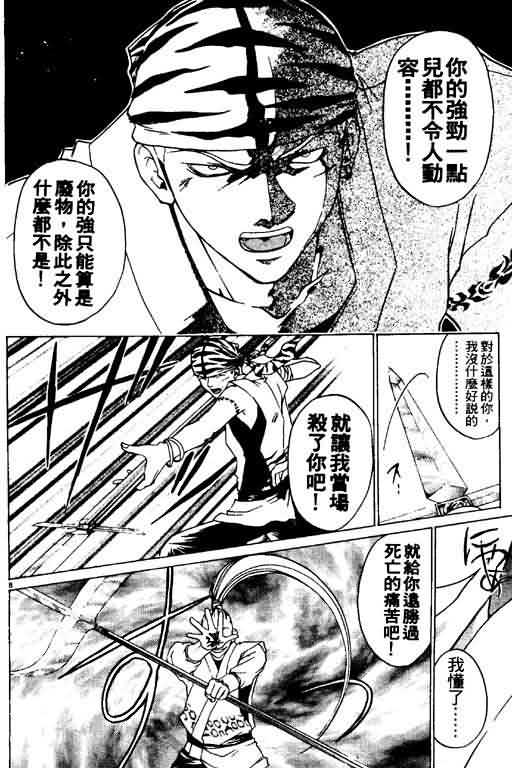 你的強勁一點
兒都不令人動
容…………！
你的強只能算是
廢物，除此之外
什麼都不是！
對於這樣的你，
我沒什麼好說的
…………
就讓我當場
殺了你吧！
我懂
了……
就給你遠勝過
死亡的痛苦吧！